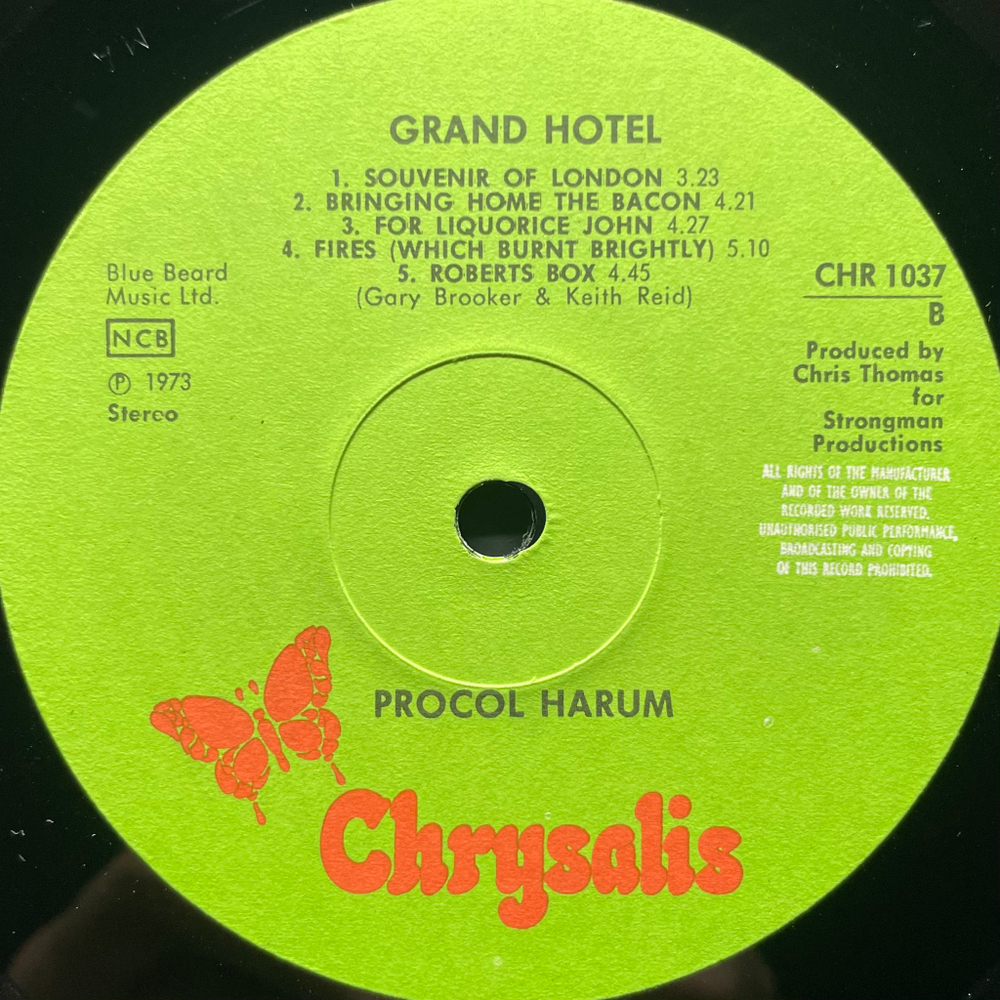 GRAND HOTEL
1. SOUVENIR OF LONDON 3.23
2. BRINGING HOME THE BACON 4.21
3. FOR LIQUORICE JOHN 4.27
4. FIRES (WHICH BURNT BRIGHTLY) 5.10
5. ROBERTS BOX 4.45
(Gary Brooker & Keith Reid)
Blue Beard
Music Ltd.
NCB
Ⓟ 1973
Stereo
CHR 1037
B
Produced by
Chris Thomas
for
Strongman
Productions
ALL RIGHTS OF THE MANUFACTURER
AND OF THE OWNER OF THE
RECORDED WORK RESERVED.
UNAUTHORISED PUBLIC PERFORMANCE,
BROADCASTING AND COPYING
OF THIS RECORD PROHIBITED.
PROCOL HARUM
Chrysalis